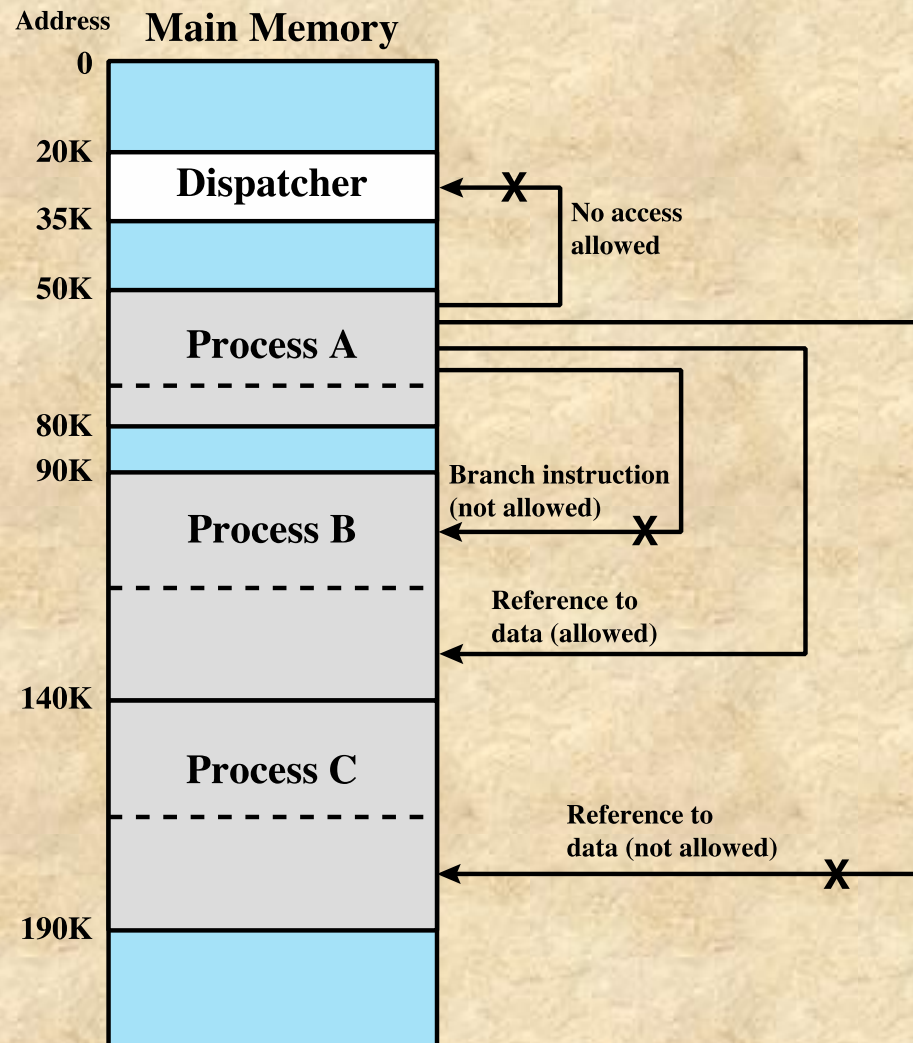 Address
Main Memory
0
20K
Dispatcher
X
No access
allowed
35K
50K
Process A
80K
90K
Branch instruction
(not allowed)
X
Process B
Reference to
data (allowed)
140K
Process C
Reference to
data (not allowed)
X
190K